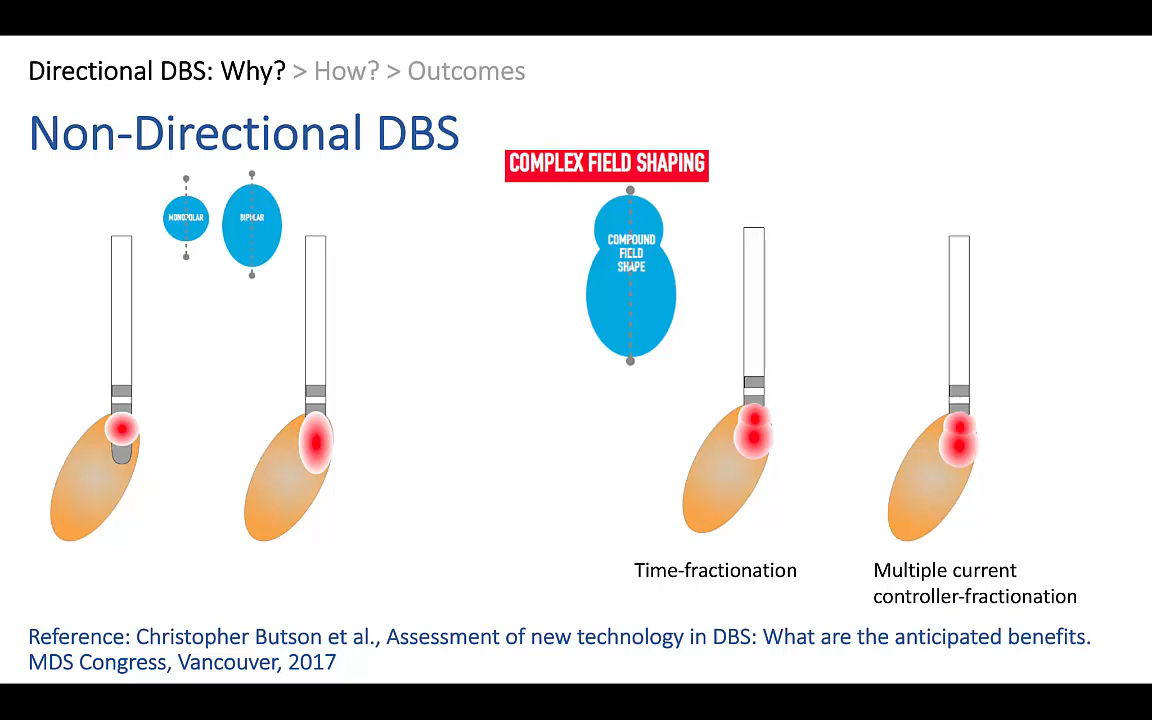 Directional DBS: Why? > How? > Outcomes
Non-Directional DBS
COMPLEX FIELD SHAPING
MONOPOLAR
BIPOLAR
COMPOUND
FIELD
SHAPE
Time-fractionation
Multiple current
controller-fractionation
Reference: Christopher Butson et al., Assessment of new technology in DBS: What are the anticipated benefits.
MDS Congress, Vancouver, 2017